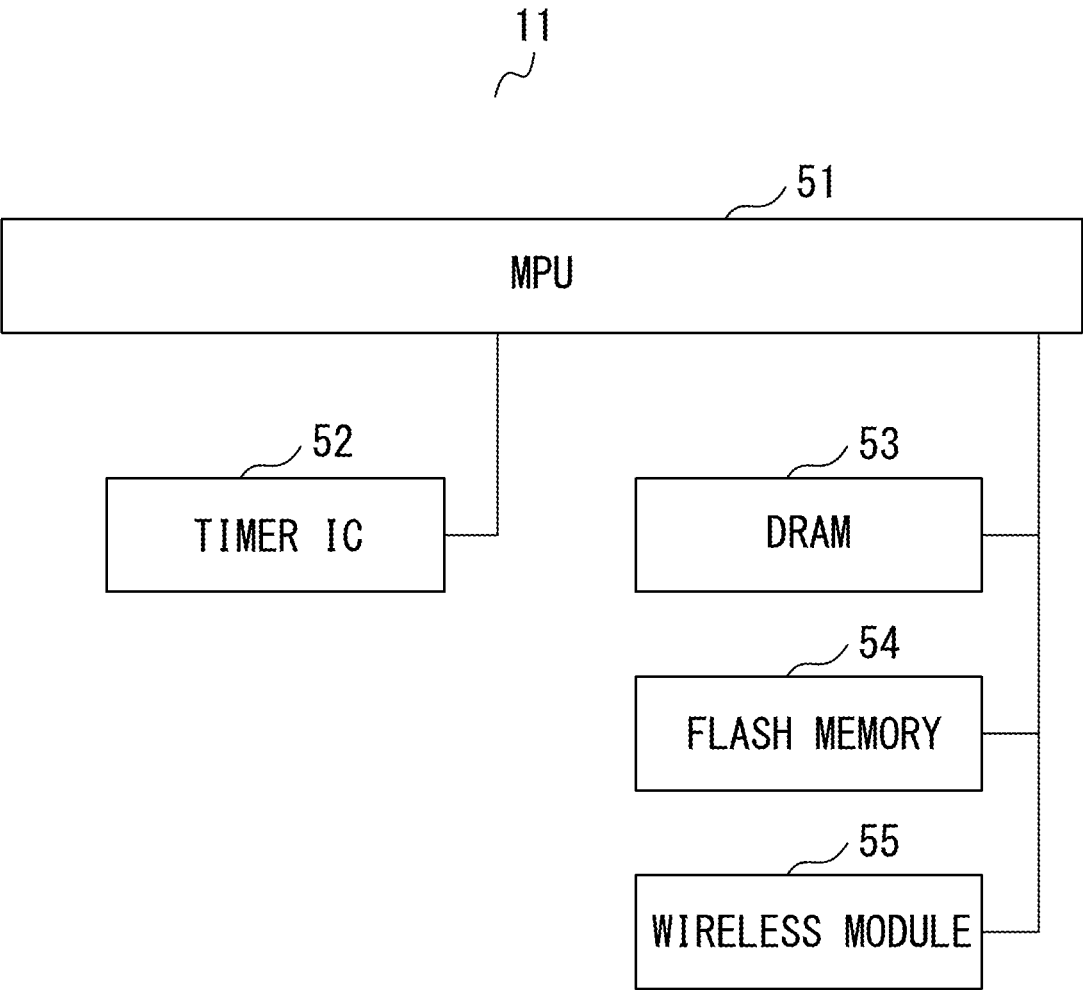 11
51
MPU
52
53
TIMER IC
DRAM
54
FLASH MEMORY
55
WIRELESS MODULE